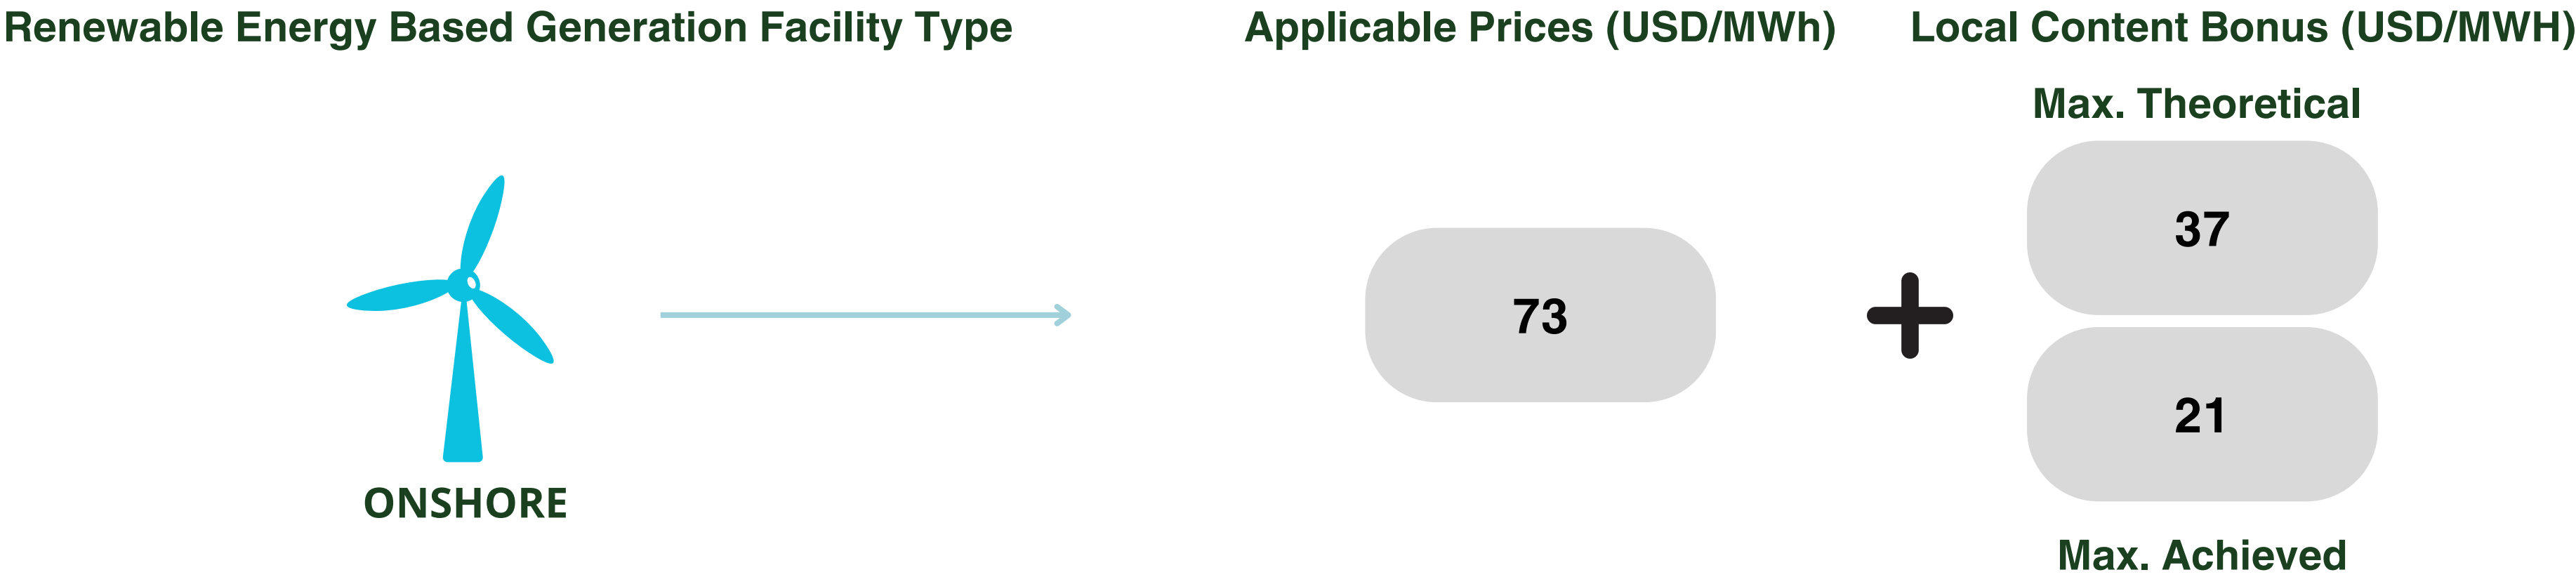 Renewable Energy Based Generation Facility Type
Applicable Prices (USD/MWh)
Local Content Bonus (USD/MWH)
Max. Theoretical
37
73
21
ONSHORE
Max. Achieved